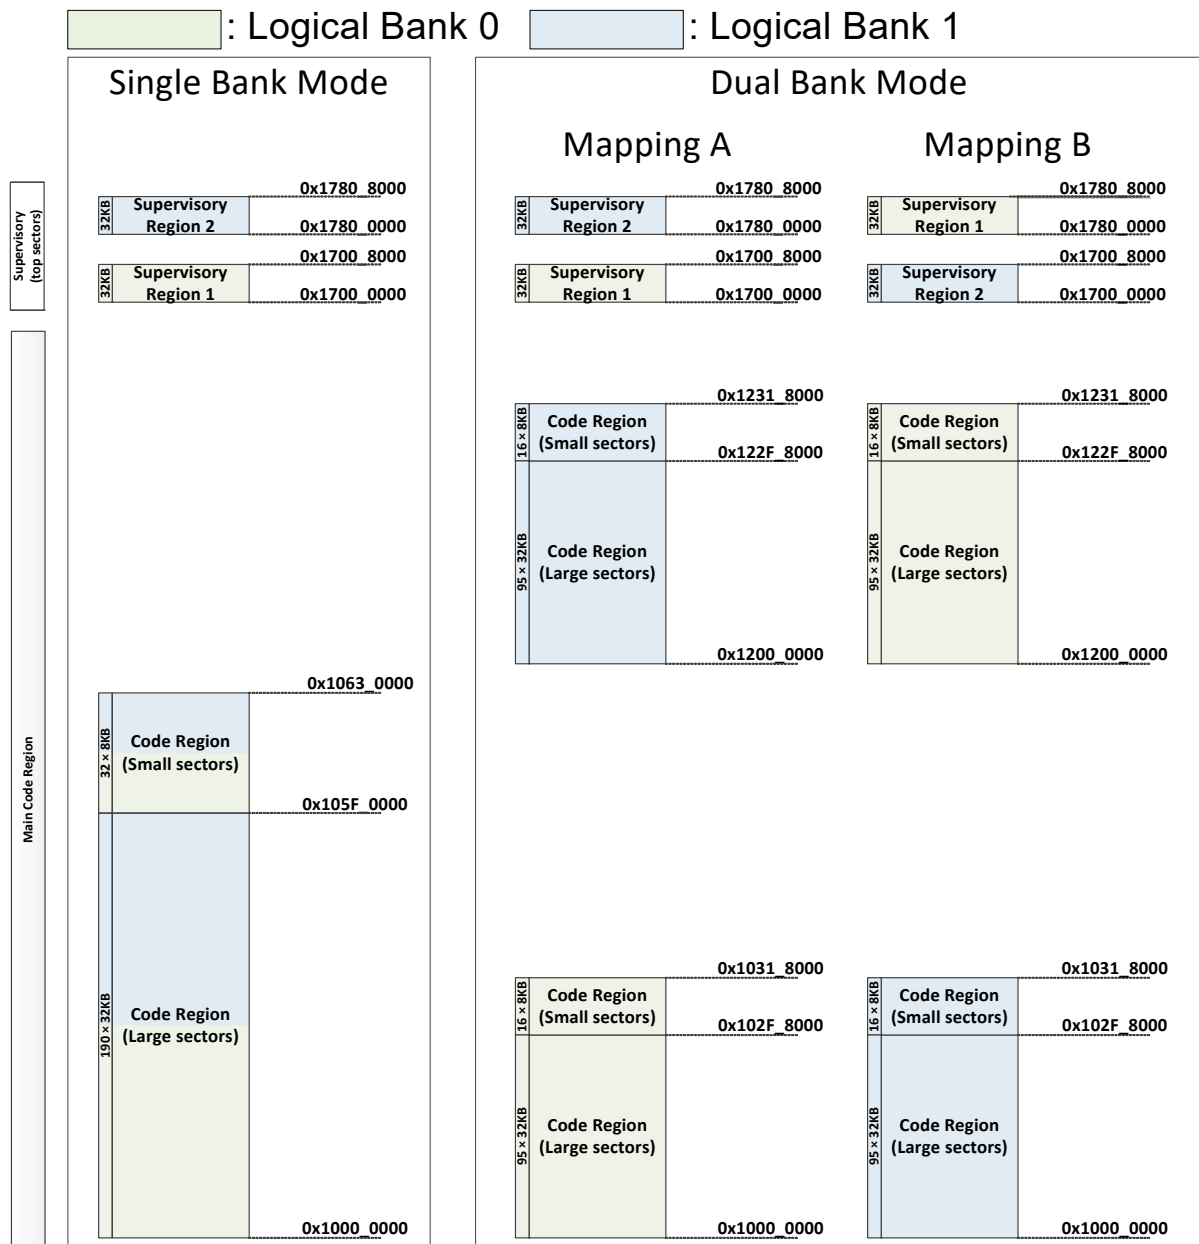 : Logical Bank 0
: Logical Bank 1
Single Bank Mode
Dual Bank Mode
Mapping A
Mapping B
Supervisory
(top sectors)
Main Code Region
32KB
Supervisory
Region 2
0x1780_8000
0x1780_0000
32KB
Supervisory
Region 1
0x1700_8000
0x1700_0000
0x1063_0000
32 × 8KB
Code Region
(Small sectors)
0x105F_0000
190 × 32KB
Code Region
(Large sectors)
0x1000_0000
32KB
Supervisory
Region 2
0x1780_8000
0x1780_0000
32KB
Supervisory
Region 1
0x1700_8000
0x1700_0000
0x1231_8000
16 × 8KB
Code Region
(Small sectors)
0x122F_8000
95 × 32KB
Code Region
(Large sectors)
0x1200_0000
0x1031_8000
16 × 8KB
Code Region
(Small sectors)
0x102F_8000
95 × 32KB
Code Region
(Large sectors)
0x1000_0000
32KB
Supervisory
Region 1
0x1780_8000
0x1780_0000
32KB
Supervisory
Region 2
0x1700_8000
0x1700_0000
0x1231_8000
16 × 8KB
Code Region
(Small sectors)
0x122F_8000
95 × 32KB
Code Region
(Large sectors)
0x1200_0000
0x1031_8000
16 × 8KB
Code Region
(Small sectors)
0x102F_8000
95 × 32KB
Code Region
(Large sectors)
0x1000_0000